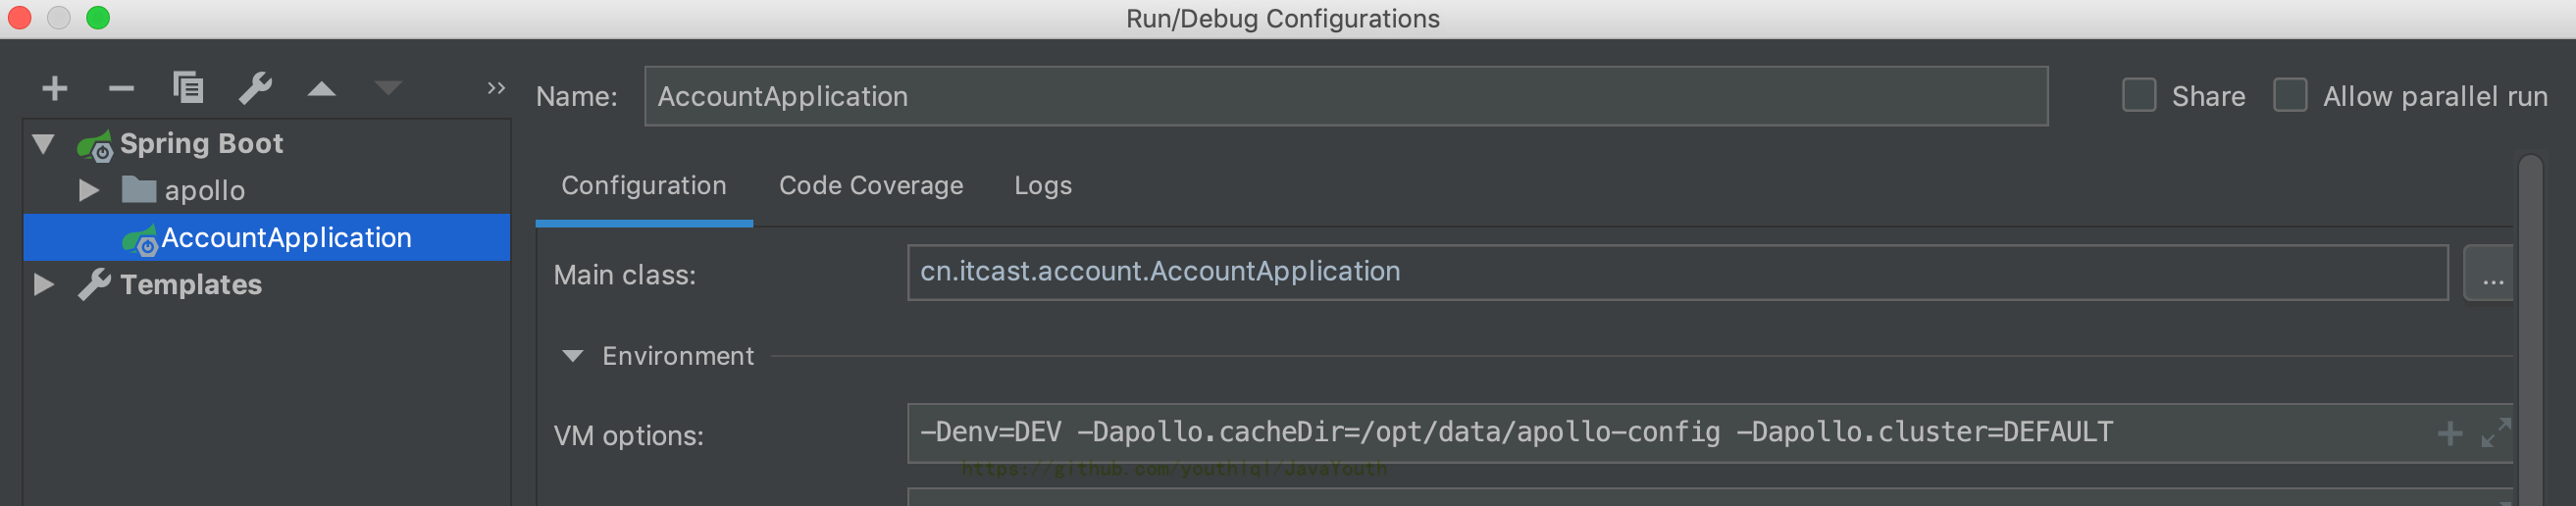 Run/Debug Configurations
Name: AccountApplication Share Allow parallel run
Spring Boot
apollo
AccountApplication
Templates
Configuration Code Coverage Logs
Main class: cn.itcast.account.AccountApplication ...
Environment
VM options: -Denv=DEV -Dapollo.cacheDir=/opt/data/apollo-config -Dapollo.cluster=DEFAULT
https://github.com/youthlql/JavaYouth